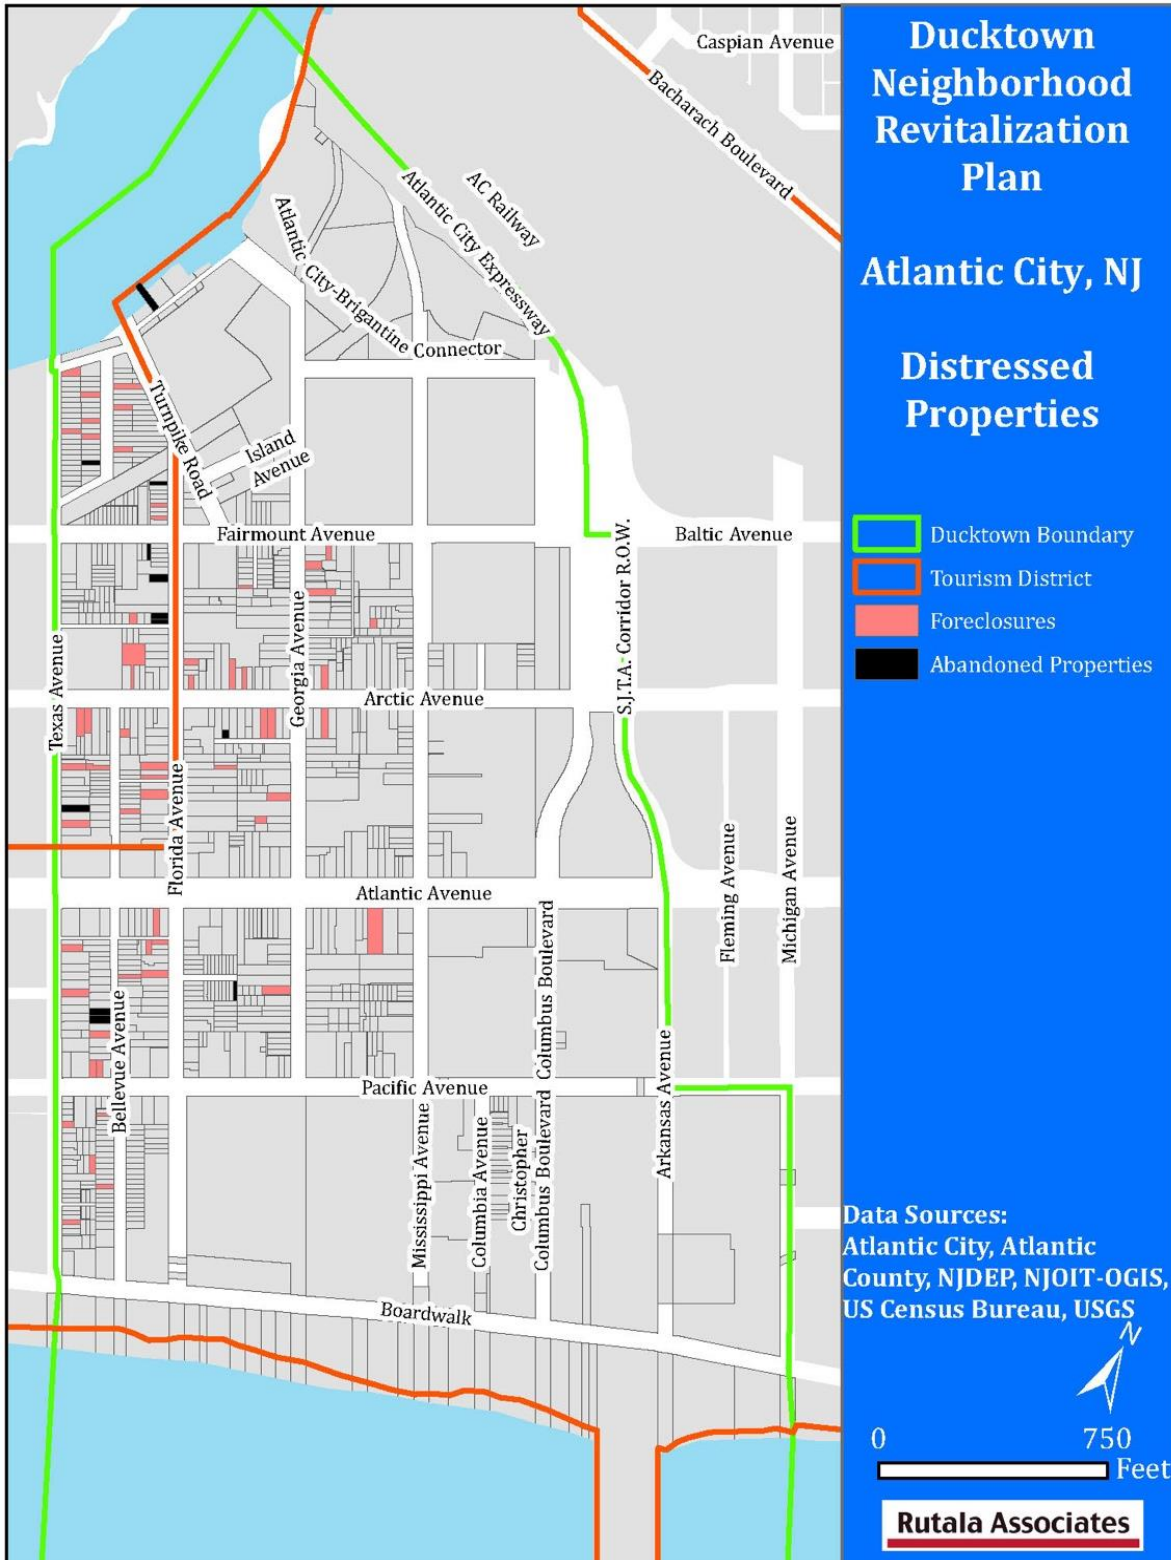 Ducktown
Neighborhood
Revitalization
Plan
Atlantic City, NJ
Distressed
Properties
Ducktown Boundary
Tourism District
Foreclosures
Abandoned Properties
Data Sources:
Atlantic City, Atlantic
County, NJDEP, NJOIT-OGIS,
US Census Bureau, USGS
N
0 750
Feet
Rutala Associates
Caspian Avenue
Bacharach Boulevard
AC Railway
Atlantic City Expressway
Atlantic City-Brigantine Connector
Turnpike Road
Island
Avenue
Fairmount Avenue
Baltic Avenue
S.J.T.A. Corridor R.O.W.
Georgia Avenue
Texas Avenue
Arctic Avenue
Florida Avenue
Fleming Avenue
Michigan Avenue
Atlantic Avenue
Columbus Boulevard
Bellevue Avenue
Pacific Avenue
Arkansas Avenue
Mississippi Avenue
Columbia Avenue
Christopher
Columbus Boulevard
Boardwalk